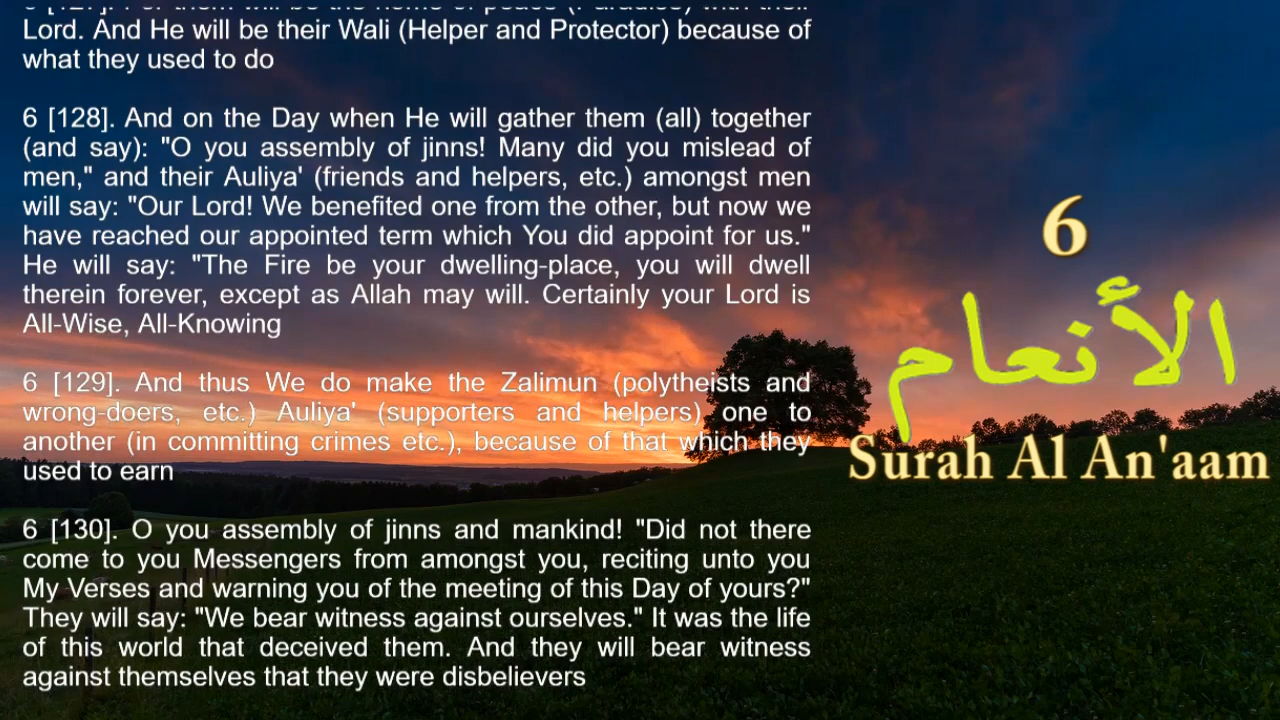 Lord. And He will be their Wali (Helper and Protector) because of
what they used to do
6 [128]. And on the Day when He will gather them (all) together
(and say): "O you assembly of jinns! Many did you mislead of
men," and their Auliya' (friends and helpers, etc.) amongst men
will say: "Our Lord! We benefited one from the other, but now we
have reached our appointed term which You did appoint for us."
He will say: "The Fire be your dwelling-place, you will dwell
therein forever, except as Allah may will. Certainly your Lord is
All-Wise, All-Knowing
6 [129]. And thus We do make the Zalimun (polytheists and
wrong-doers, etc.) Auliya' (supporters and helpers) one to
another (in committing crimes etc.), because of that which they
used to earn
6 [130]. O you assembly of jinns and mankind! "Did not there
come to you Messengers from amongst you, reciting unto you
My Verses and warning you of the meeting of this Day of yours?"
They will say: "We bear witness against ourselves." It was the life
of this world that deceived them. And they will bear witness
against themselves that they were disbelievers
6
الأنعام
Surah Al An'aam